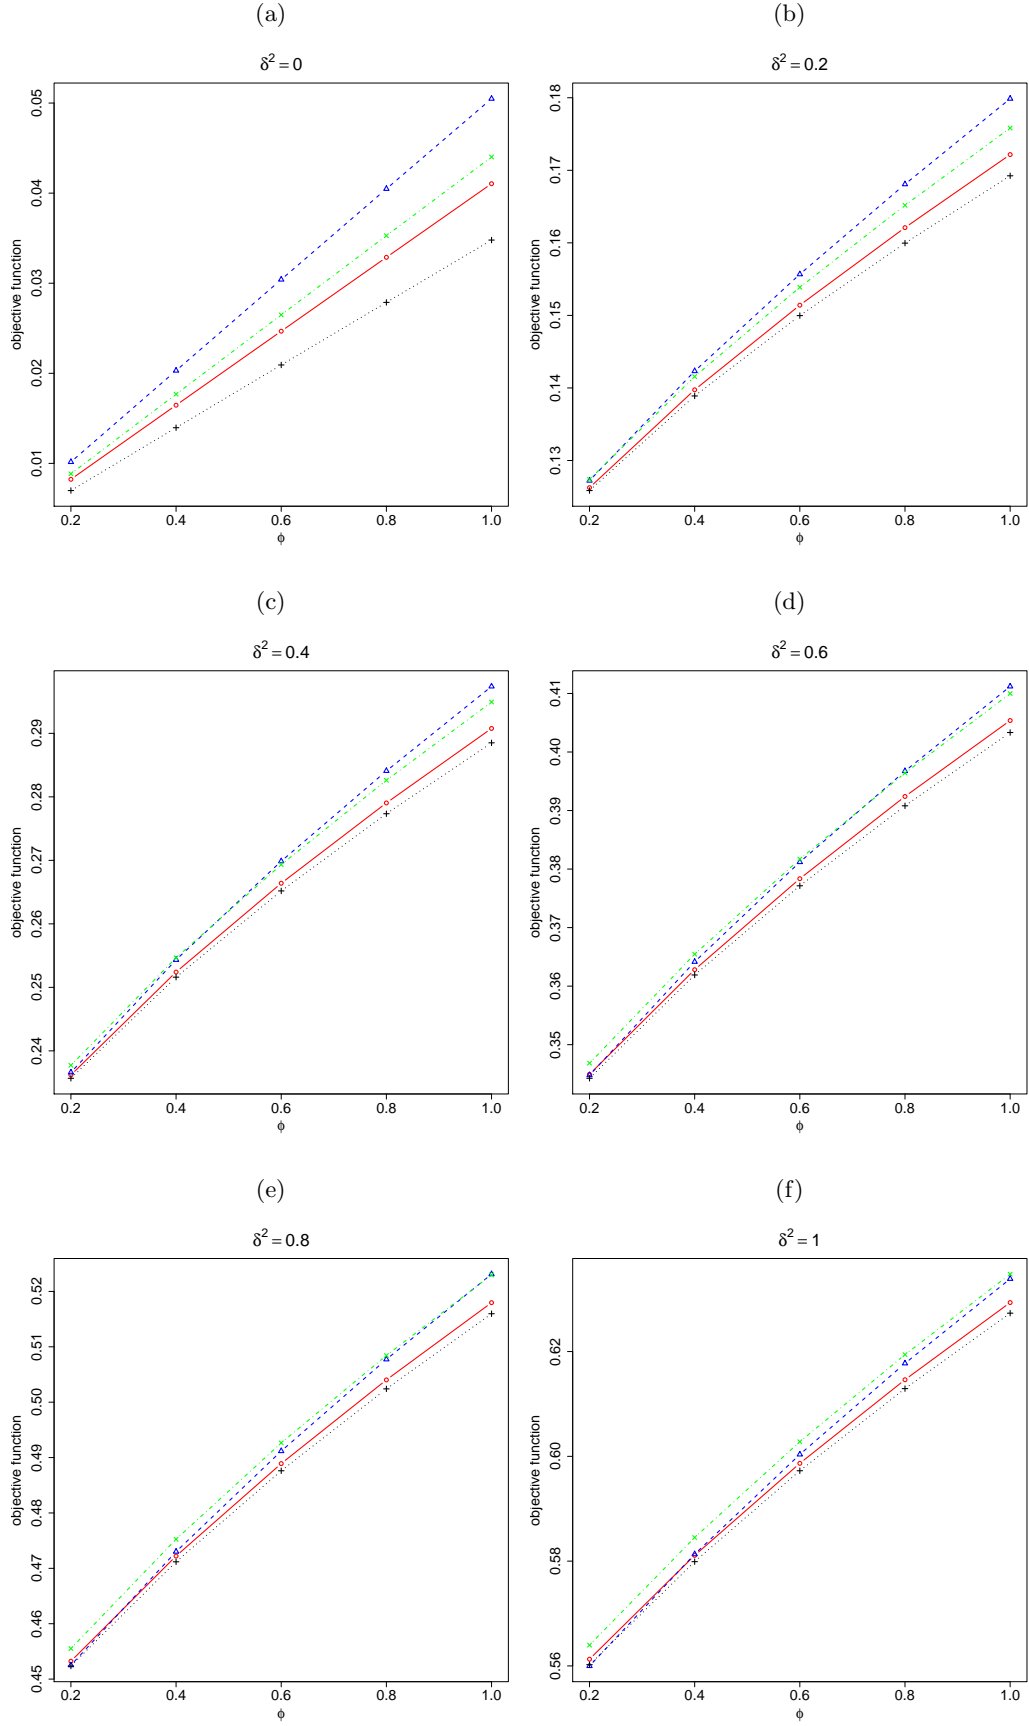 (a)
δ² = 0
objective function
0.01 0.02 0.03 0.04 0.05
0.2 0.4 0.6 0.8 1.0
ϕ
(b)
δ² = 0.2
objective function
0.13 0.14 0.15 0.16 0.17 0.18
0.2 0.4 0.6 0.8 1.0
ϕ
(c)
δ² = 0.4
objective function
0.24 0.25 0.26 0.27 0.28 0.29
0.2 0.4 0.6 0.8 1.0
ϕ
(d)
δ² = 0.6
objective function
0.35 0.36 0.37 0.38 0.39 0.40 0.41
0.2 0.4 0.6 0.8 1.0
ϕ
(e)
δ² = 0.8
objective function
0.45 0.46 0.47 0.48 0.49 0.50 0.51 0.52
0.2 0.4 0.6 0.8 1.0
ϕ
(f)
δ² = 1
objective function
0.56 0.58 0.60 0.62
0.2 0.4 0.6 0.8 1.0
ϕ